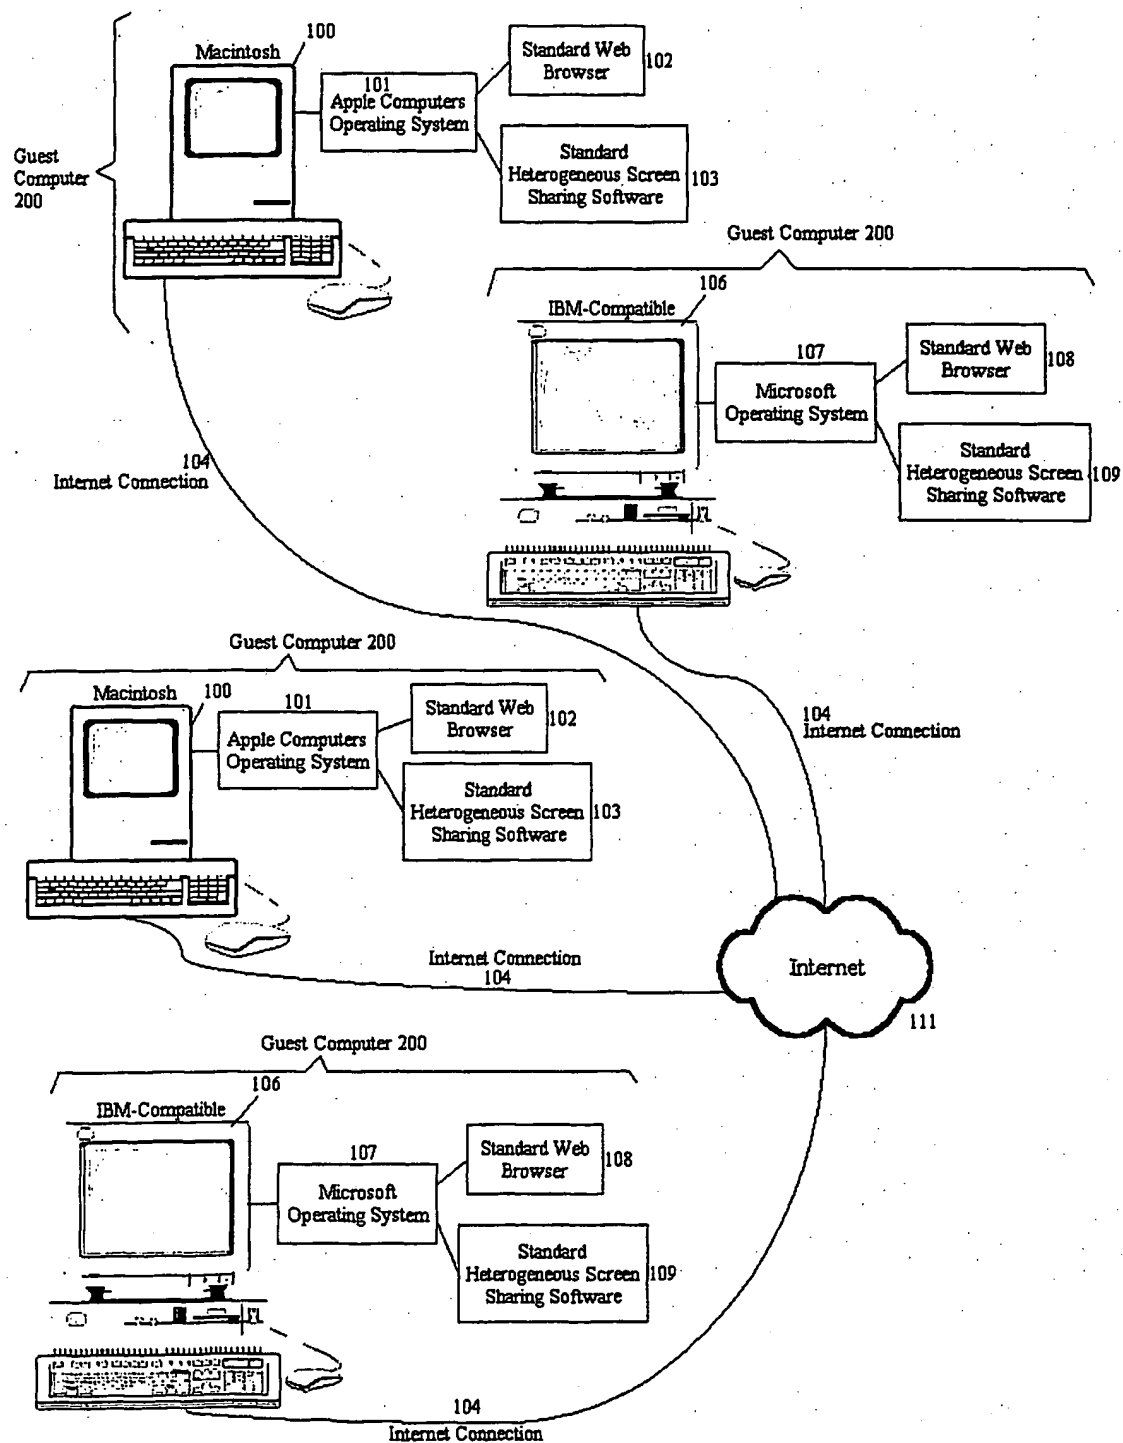 Macintosh
100
101
Apple Computers
Operating System
Standard Web
Browser
102
Standard
Heterogeneous Screen
Sharing Software
103
Guest
Computer
200
Guest Computer 200
106
IBM-Compatible
107
Microsoft
Operating System
Standard Web
Browser
108
Standard
Heterogeneous Screen
Sharing Software
109
104
Internet Connection
Guest Computer 200
Macintosh
100
101
Apple Computers
Operating System
Standard Web
Browser
102
Standard
Heterogeneous Screen
Sharing Software
103
104
Internet Connection
Internet Connection
104
Internet
111
Guest Computer 200
106
IBM-Compatible
107
Microsoft
Operating System
Standard Web
Browser
108
Standard
Heterogeneous Screen
Sharing Software
109
104
Internet Connection